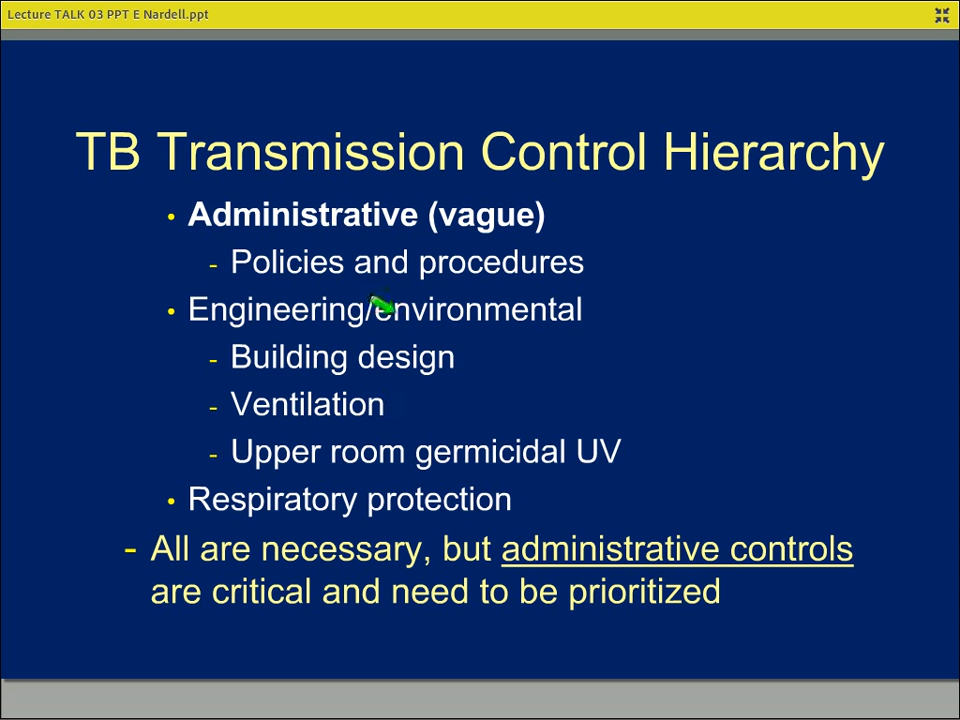 Lecture TALK 03 PPT E Nardell.ppt
TB Transmission Control Hierarchy
• Administrative (vague)
- Policies and procedures
• Engineering/environmental
- Building design
- Ventilation
- Upper room germicidal UV
• Respiratory protection
- All are necessary, but administrative controls
are critical and need to be prioritized